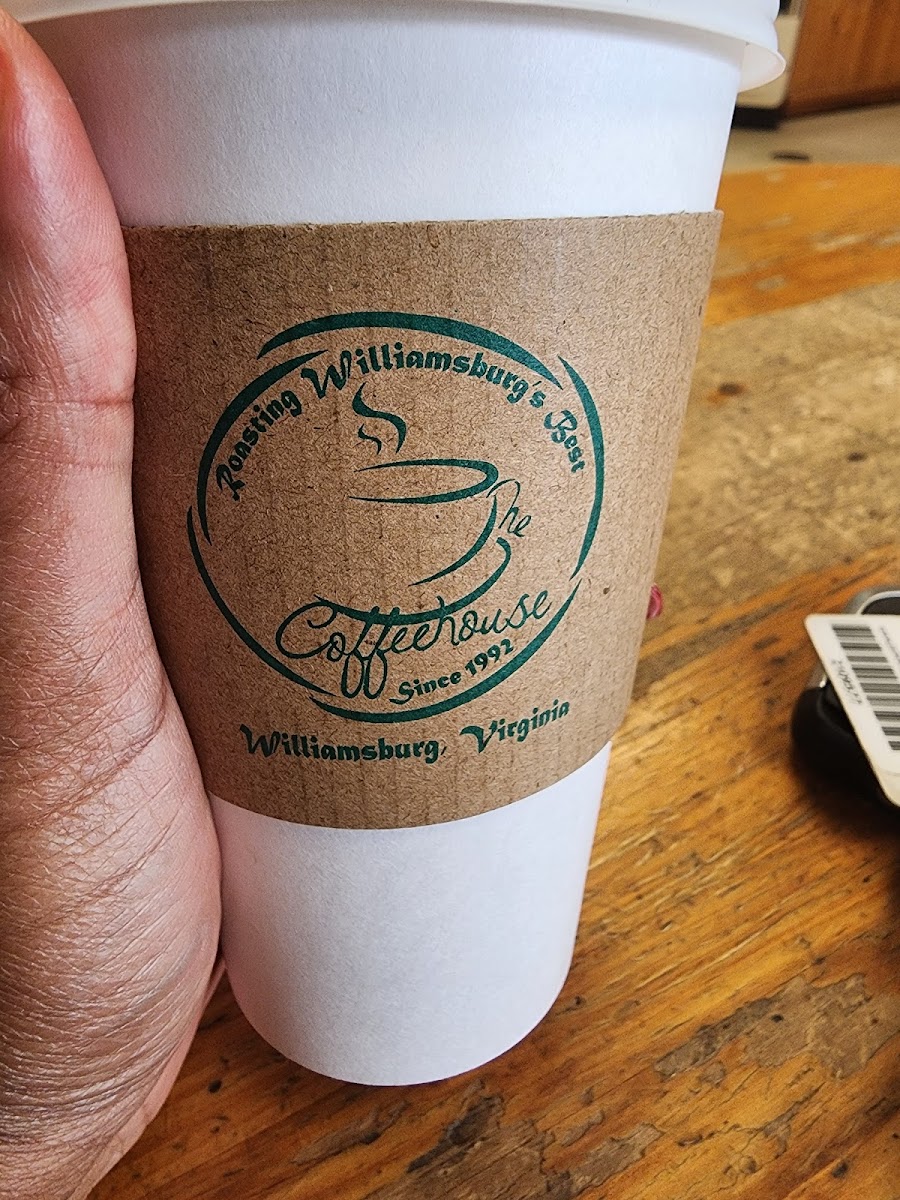 Roasting Williamsburg's Best
The
Coffeehouse
Since 1992
Williamsburg, Virginia